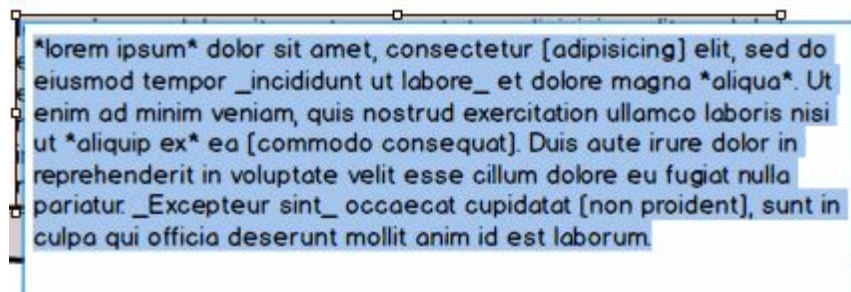 *lorem ipsum* dolor sit amet, consectetur [adipisicing] elit, sed do
eiusmod tempor _incididunt ut labore_ et dolore magna *aliqua*. Ut
enim ad minim veniam, quis nostrud exercitation ullamco laboris nisi
ut *aliquip ex* ea [commodo consequat]. Duis aute irure dolor in
reprehenderit in voluptate velit esse cillum dolore eu fugiat nulla
pariatur. _Excepteur sint_ occaecat cupidatat [non proident], sunt in
culpa qui officia deserunt mollit anim id est laborum.